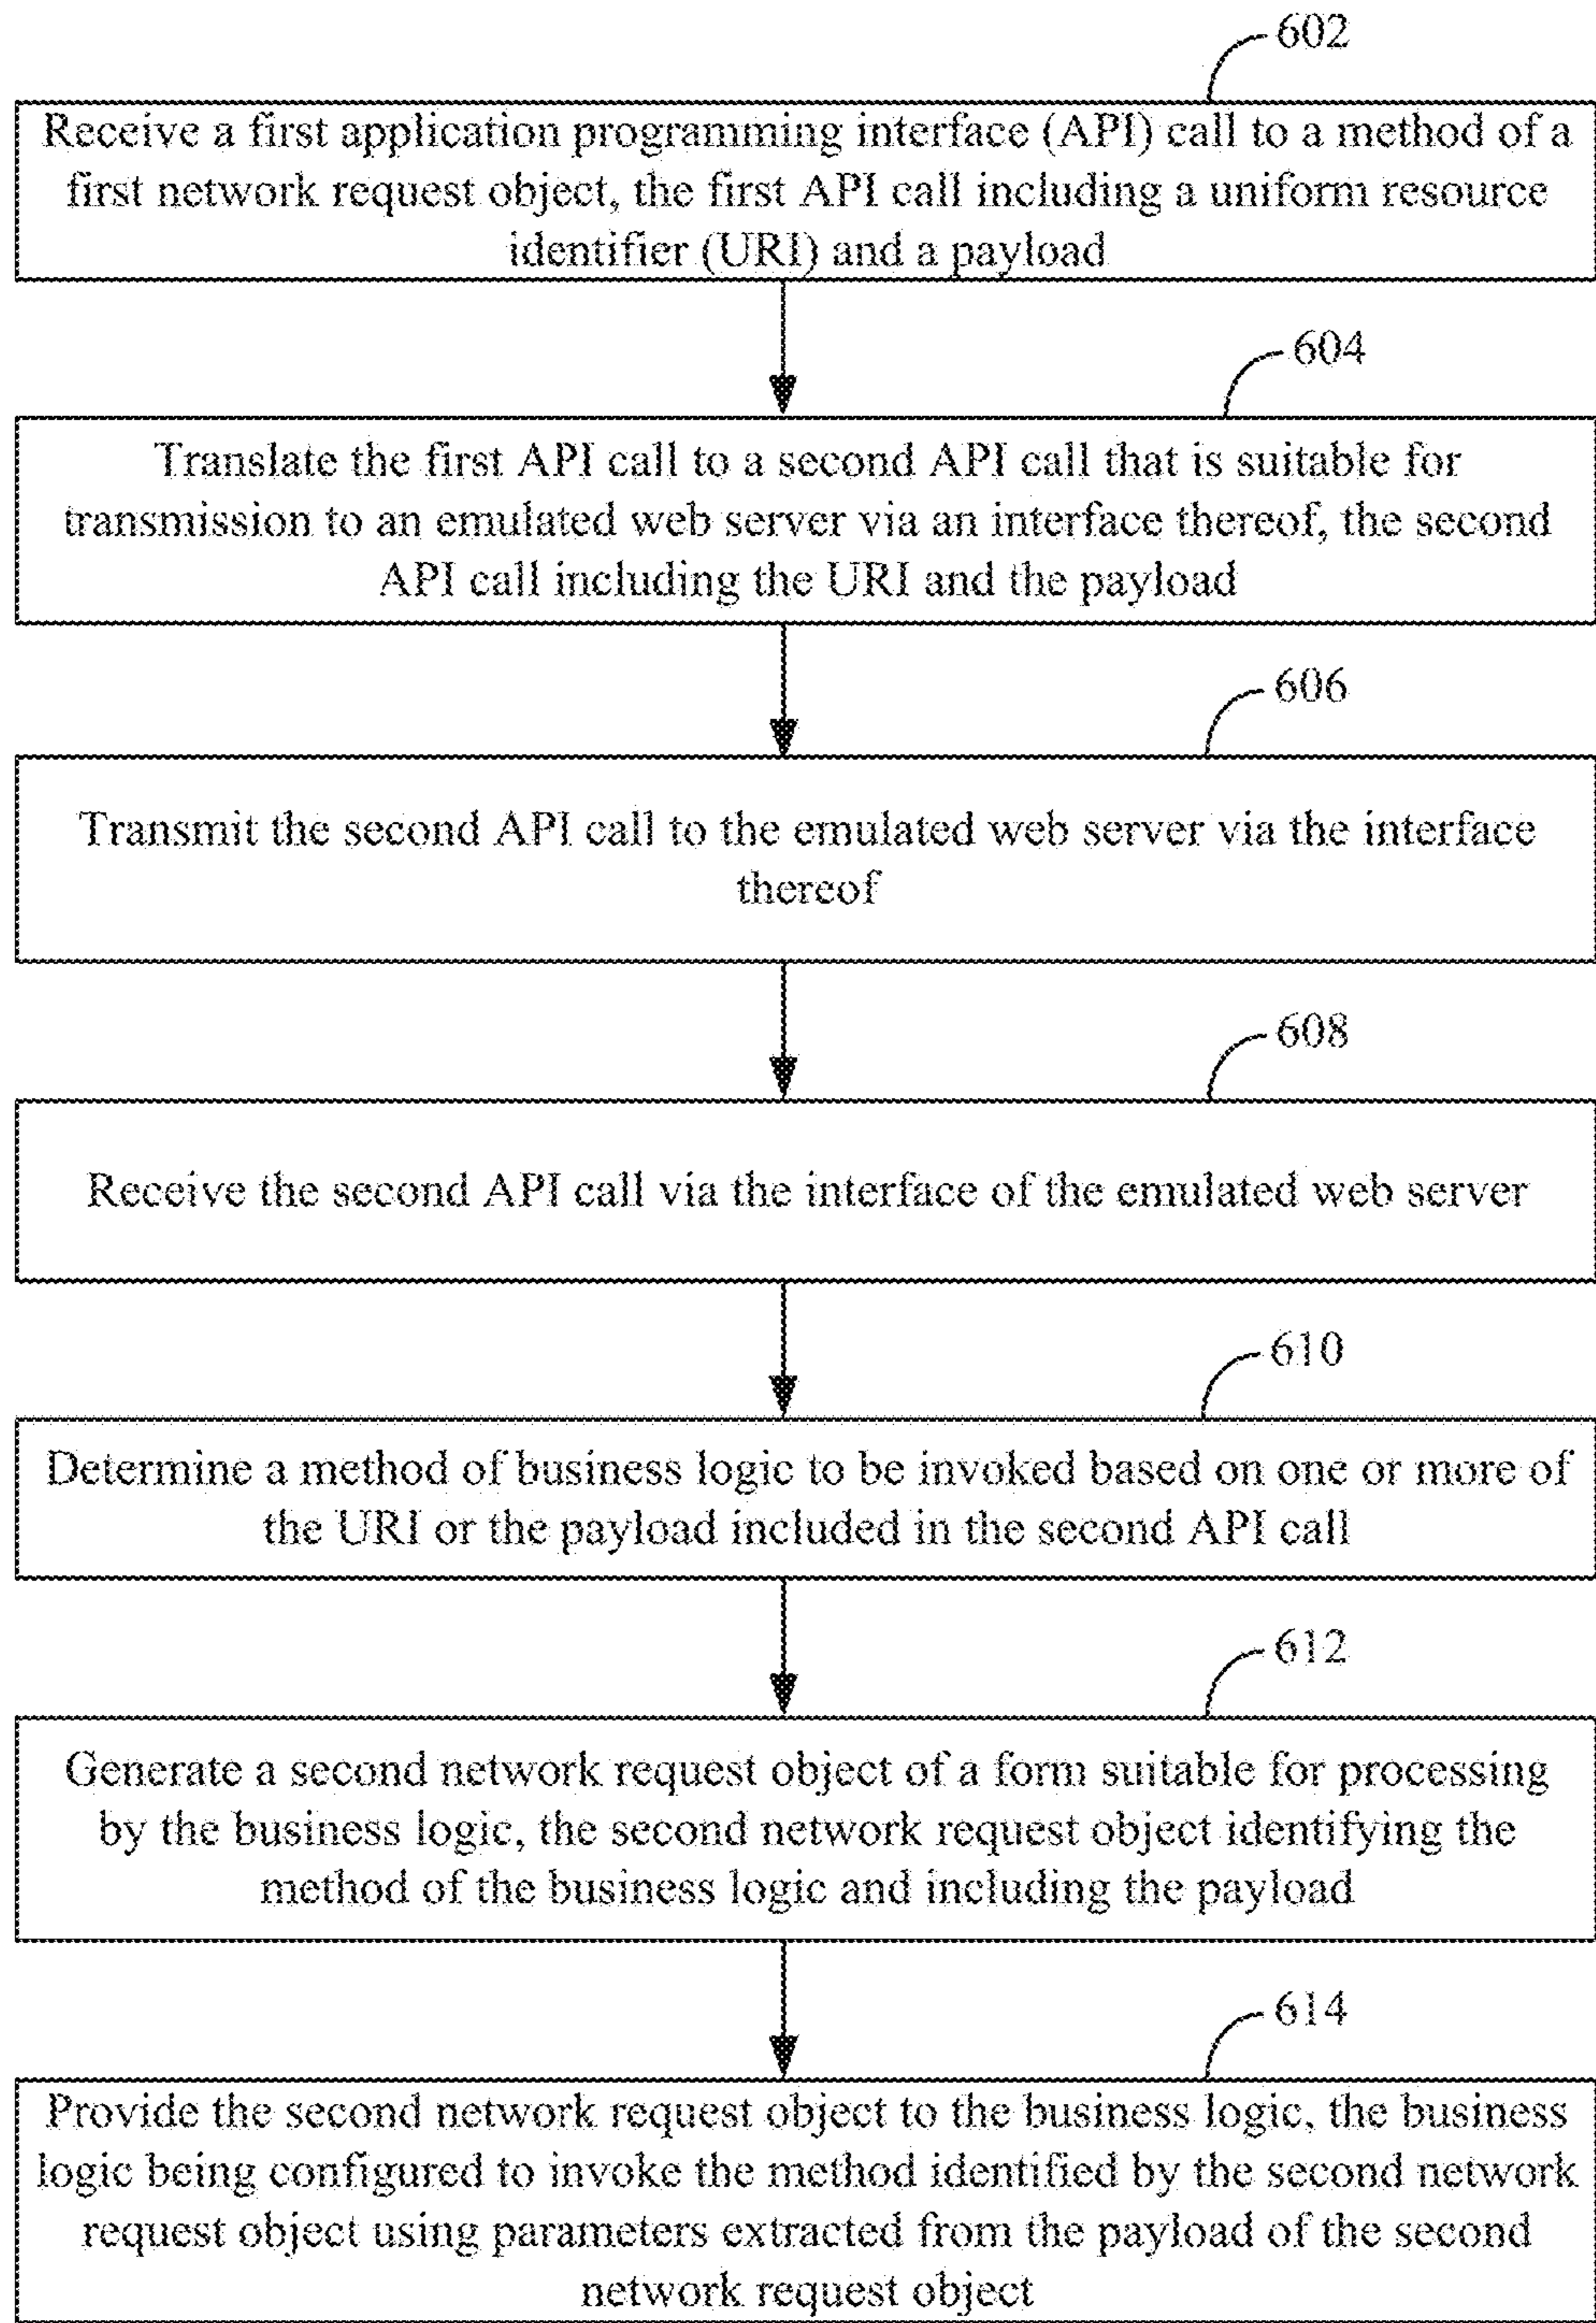 602
Receive a first application programming interface (API) call to a method of a
first network request object, the first API call including a uniform resource
identifier (URI) and a payload
604
Translate the first API call to a second API call that is suitable for
transmission to an emulated web server via an interface thereof, the second
API call including the URI and the payload
606
Transmit the second API call to the emulated web server via the interface
thereof
608
Receive the second API call via the interface of the emulated web server
610
Determine a method of business logic to be invoked based on one or more of
the URI or the payload included in the second API call
612
Generate a second network request object of a form suitable for processing
by the business logic, the second network request object identifying the
method of the business logic and including the payload
614
Provide the second network request object to the business logic, the business
logic being configured to invoke the method identified by the second network
request object using parameters extracted from the payload of the second
network request object